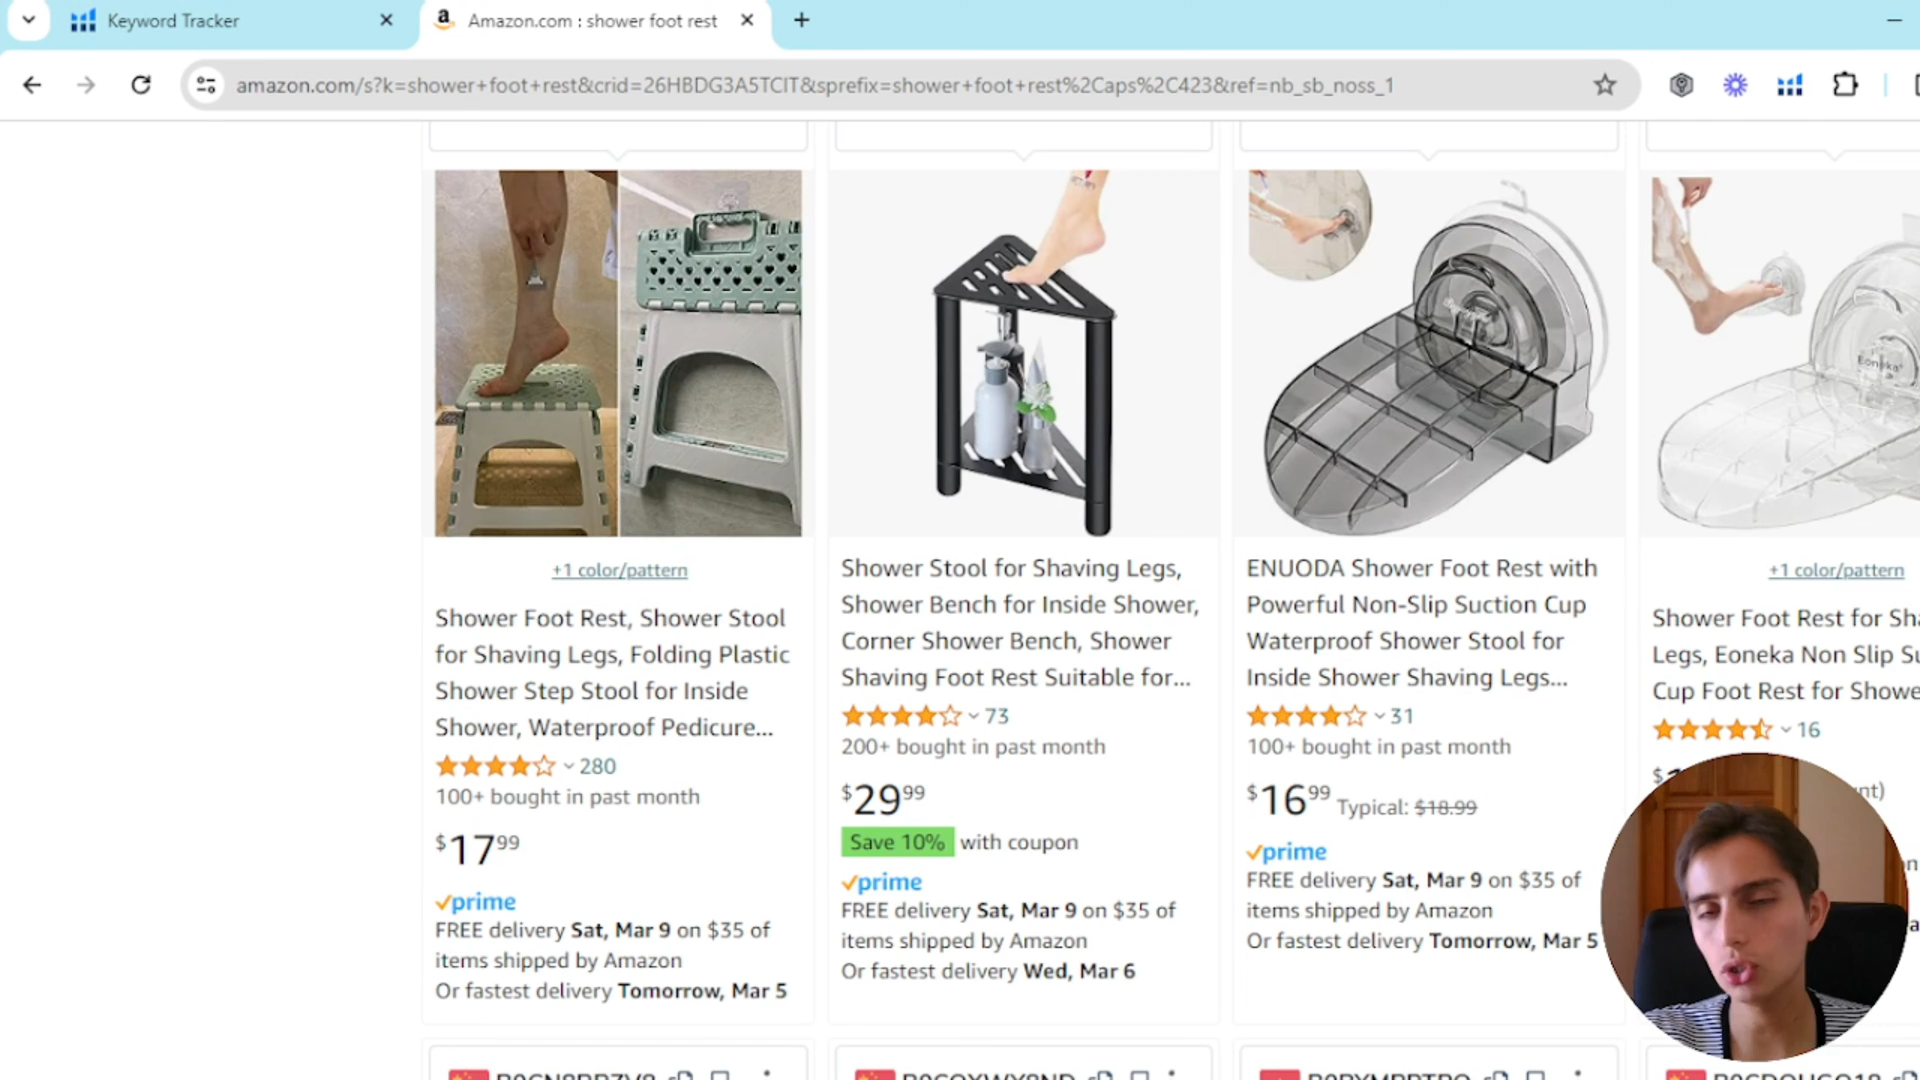 Keyword Tracker
Amazon.com : shower foot rest
amazon.com/s?k=shower+foot+rest&crid=26HBDG3A5TCIT&sprefix=shower+foot+rest%2Caps%2C423&ref=nb_sb_noss_1
+1 color/pattern
Shower Foot Rest, Shower Stool
for Shaving Legs, Folding Plastic
Shower Step Stool for Inside
Shower, Waterproof Pedicure...
280
100+ bought in past month
$17.99
prime
FREE delivery Sat, Mar 9 on $35 of
items shipped by Amazon
Or fastest delivery Tomorrow, Mar 5
Shower Stool for Shaving Legs,
Shower Bench for Inside Shower,
Corner Shower Bench, Shower
Shaving Foot Rest Suitable for...
73
200+ bought in past month
$29.99
Save 10% with coupon
prime
FREE delivery Sat, Mar 9 on $35 of
items shipped by Amazon
Or fastest delivery Wed, Mar 6
ENUODA Shower Foot Rest with
Powerful Non-Slip Suction Cup
Waterproof Shower Stool for
Inside Shower Shaving Legs...
31
100+ bought in past month
$16.99 Typical: $18.99
prime
FREE delivery Sat, Mar 9 on $35 of
items shipped by Amazon
Or fastest delivery Tomorrow, Mar 5
Eoneka
+1 color/pattern
Shower Foot Rest for
Legs, Eoneka Non Slip
Cup Foot Rest for
16